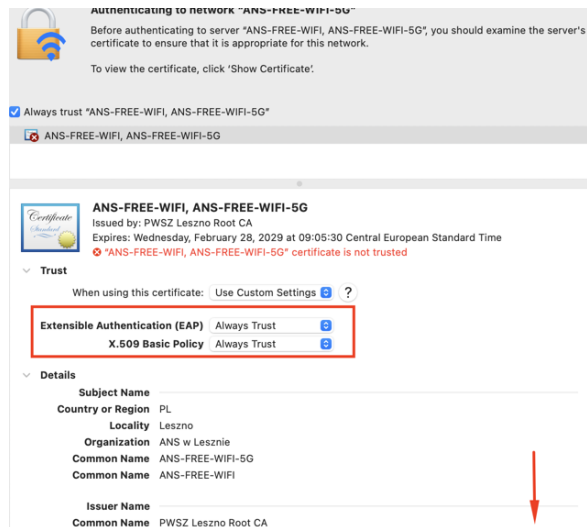 Authenticating to network "ANS-FREE-WIFI-5G"
Before authenticating to server "ANS-FREE-WIFI, ANS-FREE-WIFI-5G", you should examine the server's
certificate to ensure that it is appropriate for this network.
To view the certificate, click 'Show Certificate'.
Always trust "ANS-FREE-WIFI, ANS-FREE-WIFI-5G"
ANS-FREE-WIFI, ANS-FREE-WIFI-5G
Certificate
Standard
ANS-FREE-WIFI, ANS-FREE-WIFI-5G
Issued by: PWSZ Leszno Root CA
Expires: Wednesday, February 28, 2029 at 09:05:30 Central European Standard Time
"ANS-FREE-WIFI, ANS-FREE-WIFI-5G" certificate is not trusted
Trust
When using this certificate: Use Custom Settings ?
Extensible Authentication (EAP) Always Trust
X.509 Basic Policy Always Trust
Details
Subject Name
Country or Region PL
Locality Leszno
Organization ANS w Lesznie
Common Name ANS-FREE-WIFI-5G
Common Name ANS-FREE-WIFI
Issuer Name
Common Name PWSZ Leszno Root CA